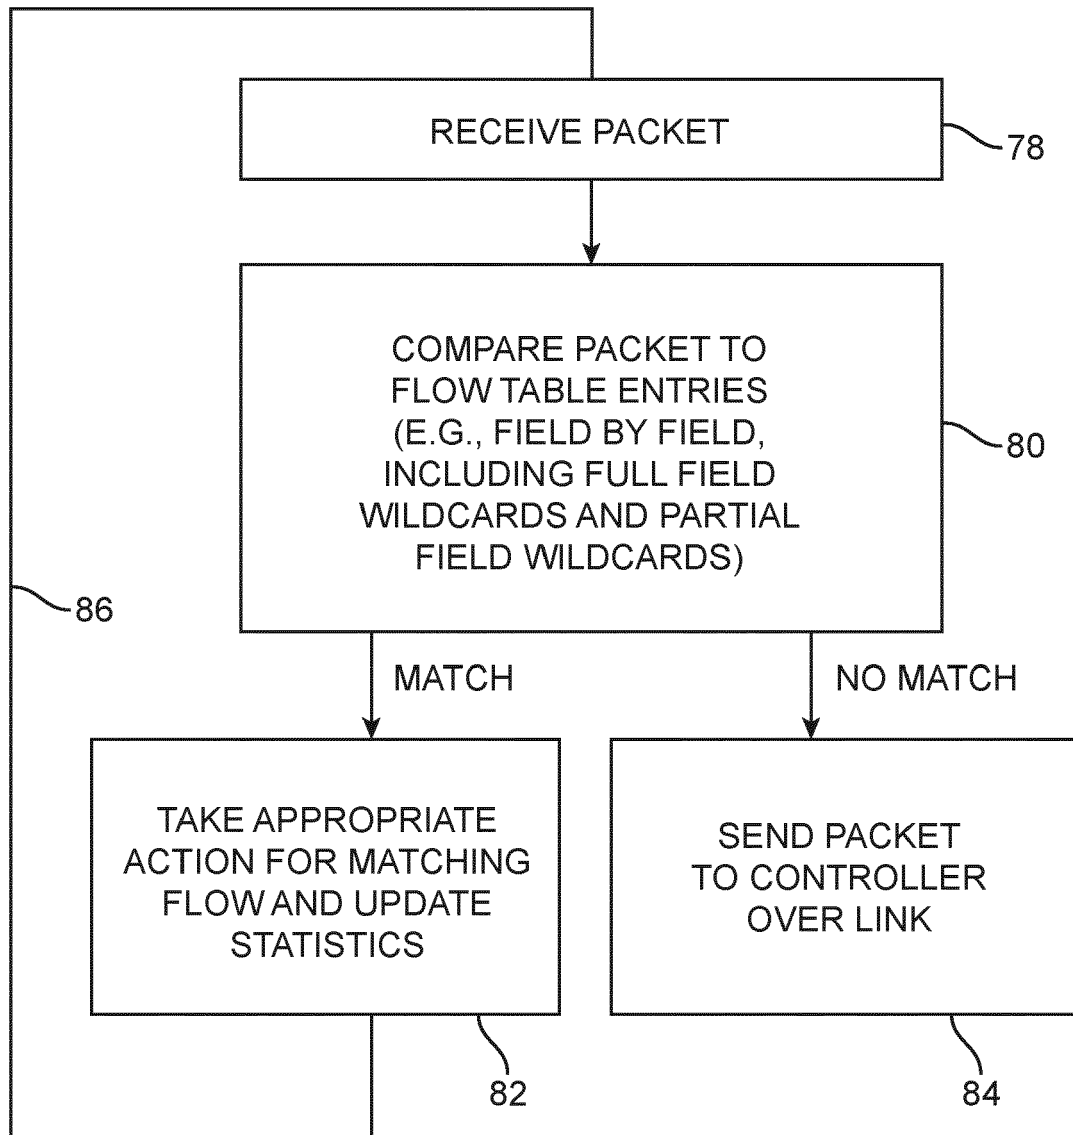 RECEIVE PACKET
78
COMPARE PACKET TO
FLOW TABLE ENTRIES
(E.G., FIELD BY FIELD,
INCLUDING FULL FIELD
WILDCARDS AND PARTIAL
FIELD WILDCARDS)
80
86
MATCH
NO MATCH
TAKE APPROPRIATE
ACTION FOR MATCHING
FLOW AND UPDATE
STATISTICS
SEND PACKET
TO CONTROLLER
OVER LINK
82
84